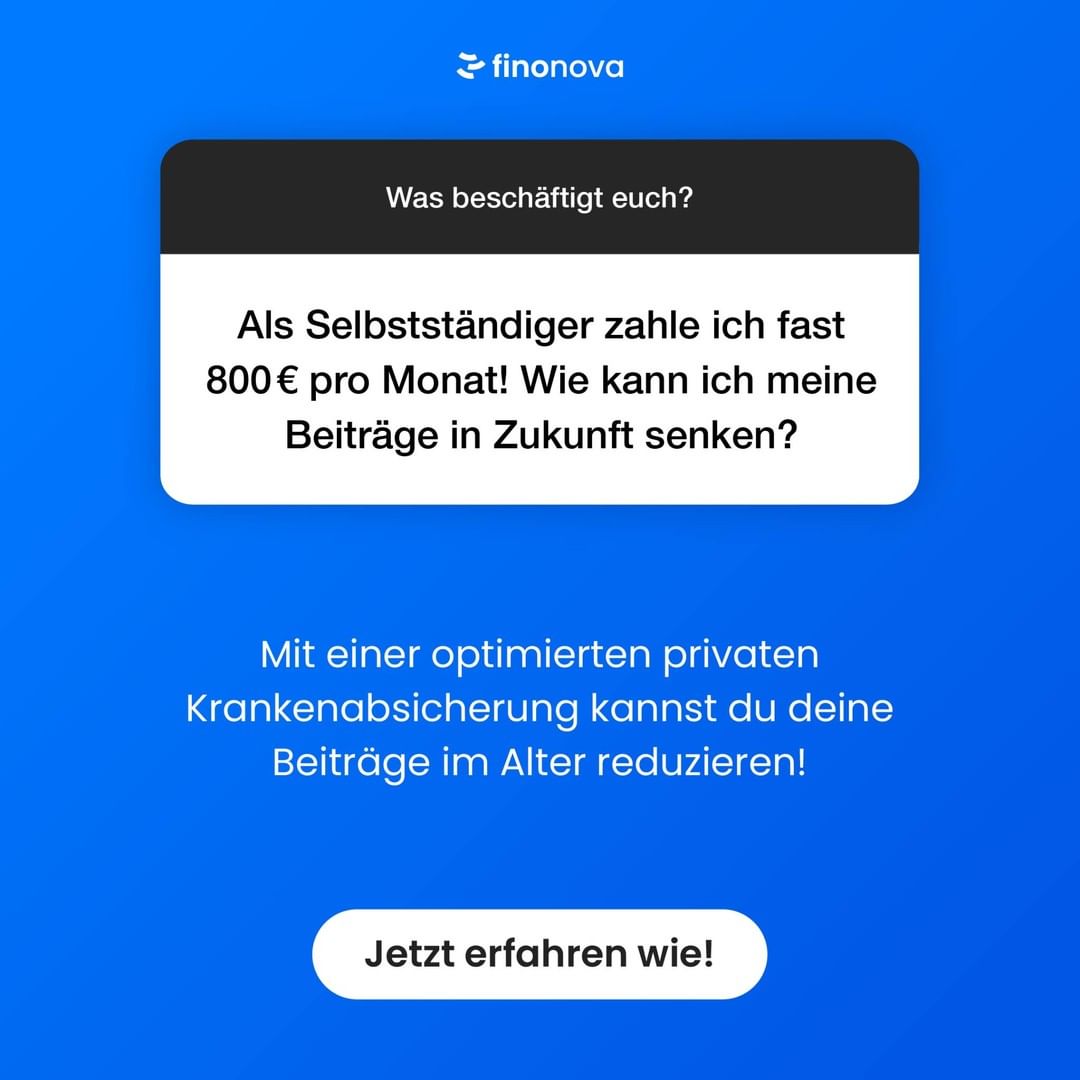 finonova
Was beschäftigt euch?
Als Selbstständiger zahle ich fast
800 € pro Monat! Wie kann ich meine
Beiträge in Zukunft senken?
Mit einer optimierten privaten
Krankenabsicherung kannst du deine
Beiträge im Alter reduzieren!
Jetzt erfahren wie!